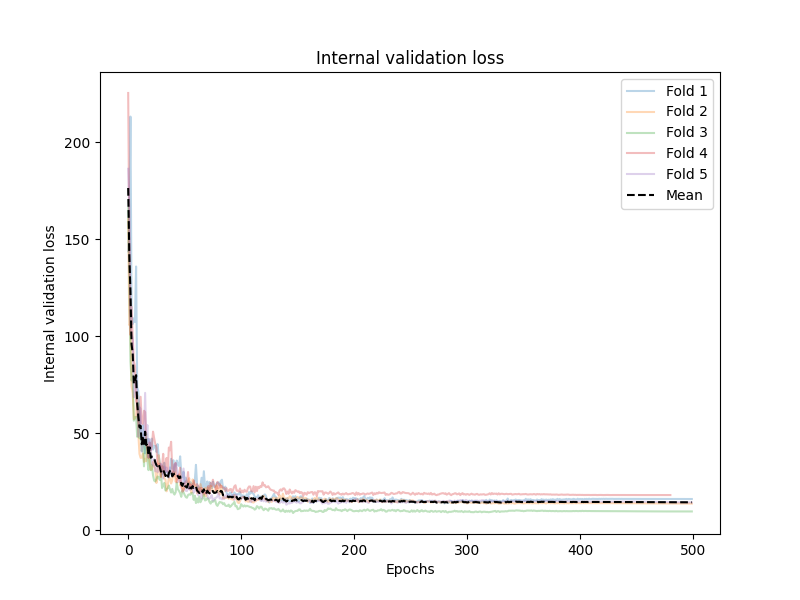 Internal validation loss
Fold 1
Fold 2
Fold 3
Fold 4
Fold 5
Mean
Internal validation loss
200
150
100
50
0
0 100 200 300 400 500
Epochs